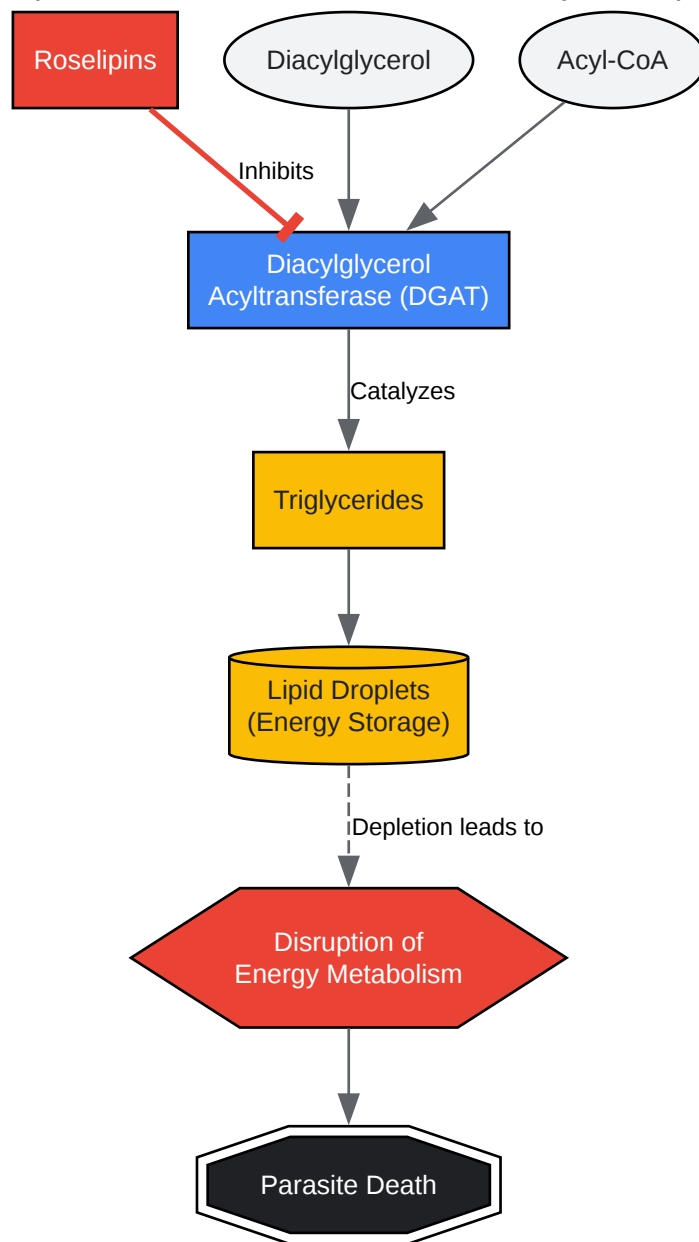 Roselipins
Diacylglycerol
Acyl-CoA
Inhibits
Diacylglycerol
Acyltransferase (DGAT)
Catalyzes
Triglycerides
Lipid Droplets
(Energy Storage)
Depletion leads to
Disruption of
Energy Metabolism
Parasite Death